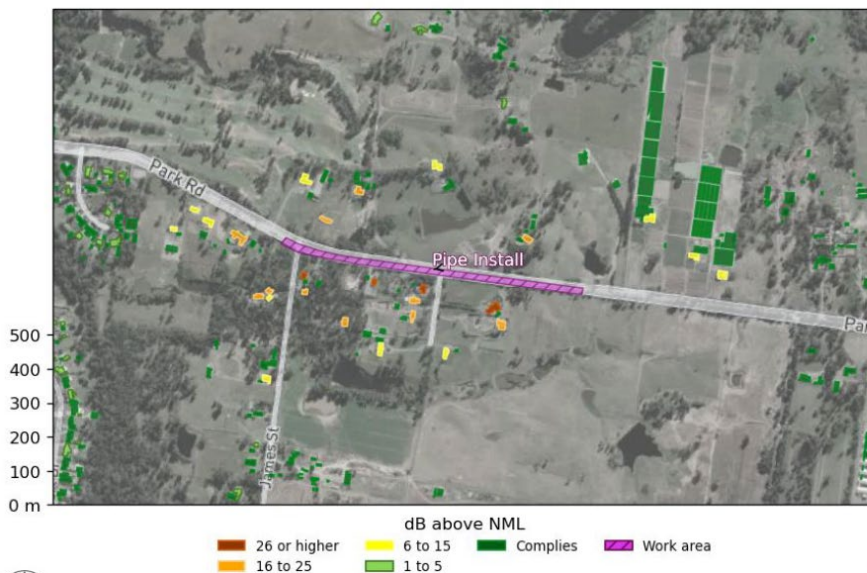 Park Rd
Pipe Install
500
400
300
200
100
0 m
James St
dB above NML
26 or higher
6 to 15
Complies
Work area
16 to 25
1 to 5